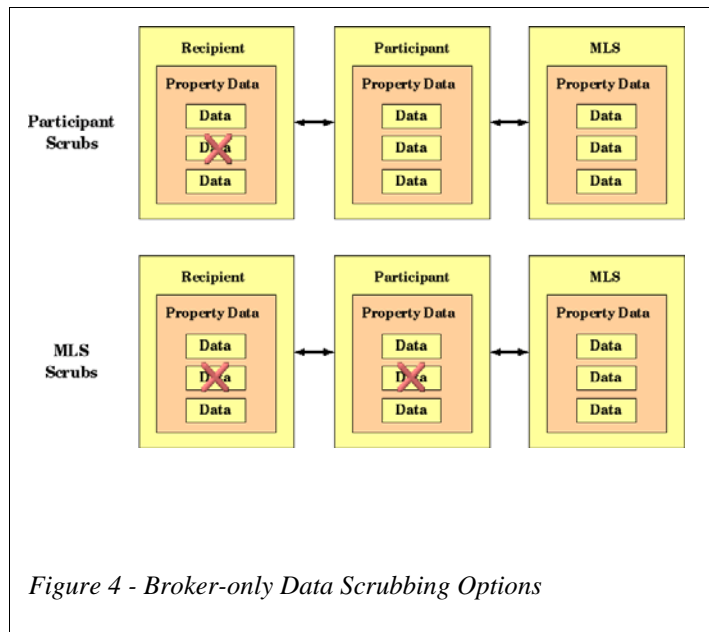 Recipient Participant MLS
Property Data Property Data Property Data
Participant Scrubs
Data Data Data
Data Data Data
Data Data Data
Recipient Participant MLS
Property Data Property Data Property Data
MLS Scrubs
Data Data Data
Data Data Data
Data Data Data
Figure 4 - Broker-only Data Scrubbing Options